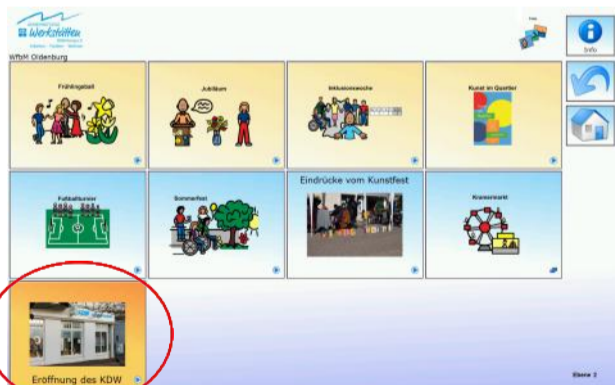 Werkstätten
WfbM Oldenburg
Info
Frühlingsball
Jubiläum
Inklusionswoche
Kunst im Quartier
Fußballturnier
Sommerfest
Eindrücke vom Kunstfest
Kramermarkt
Eröffnung des KDW
Ebene 2